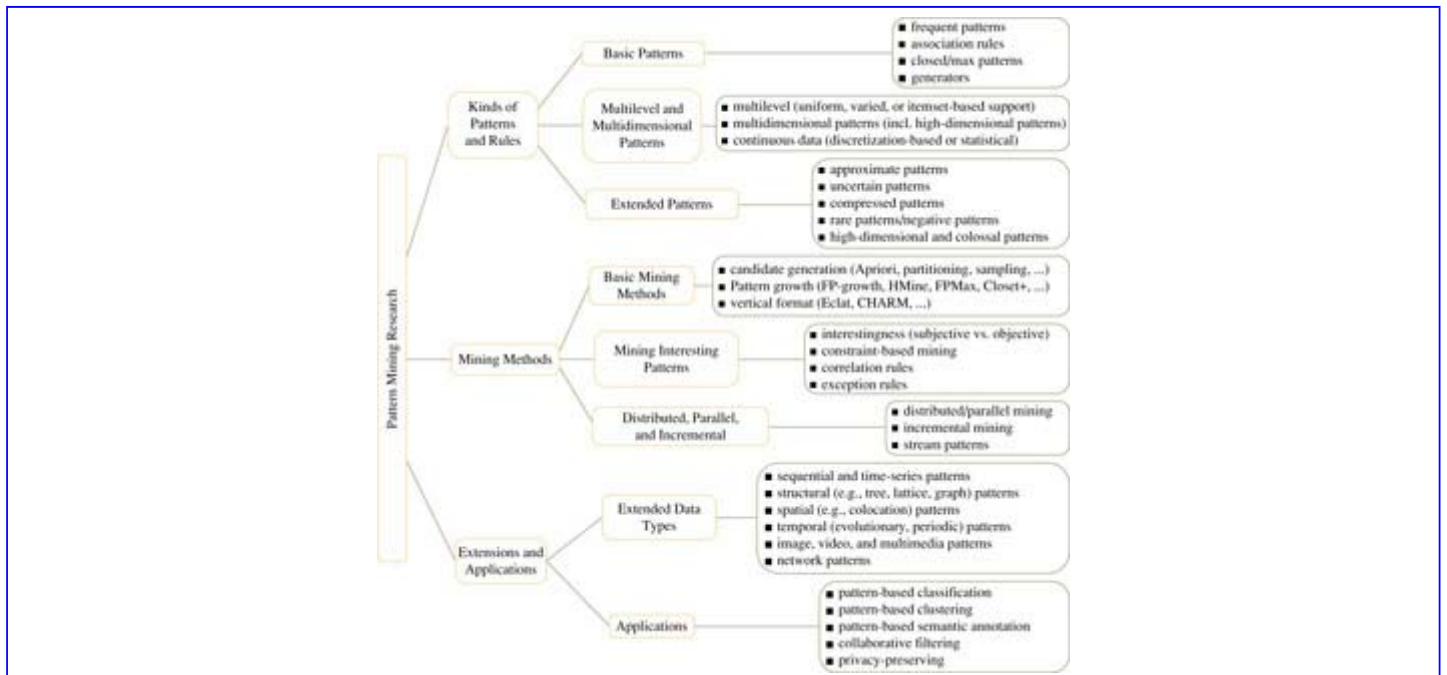 Pattern Mining Research
Kinds of
Patterns
and Rules
Basic Patterns
■ frequent patterns
■ association rules
■ closed/max patterns
■ generators
Multilevel and
Multidimensional
Patterns
■ multilevel (uniform, varied, or itemset-based support)
■ multidimensional patterns (incl. high-dimensional patterns)
■ continuous data (discretization-based or statistical)
Extended Patterns
■ approximate patterns
■ uncertain patterns
■ compressed patterns
■ rare patterns/negative patterns
■ high-dimensional and colossal patterns
Mining Methods
Basic Mining
Methods
■ candidate generation (Apriori, partitioning, sampling, ...)
■ Pattern growth (FP-growth, HMine, FPMax, Closet+, ...)
■ vertical format (Eclat, CHARM, ...)
Mining Interesting
Patterns
■ interestingness (subjective vs. objective)
■ constraint-based mining
■ correlation rules
■ exception rules
Distributed, Parallel,
and Incremental
■ distributed/parallel mining
■ incremental mining
■ stream patterns
Extensions and
Applications
Extended Data
Types
■ sequential and time-series patterns
■ structural (e.g., tree, lattice, graph) patterns
■ spatial (e.g., colocation) patterns
■ temporal (evolutionary, periodic) patterns
■ image, video, and multimedia patterns
■ network patterns
Applications
■ pattern-based classification
■ pattern-based clustering
■ pattern-based semantic annotation
■ collaborative filtering
■ privacy-preserving